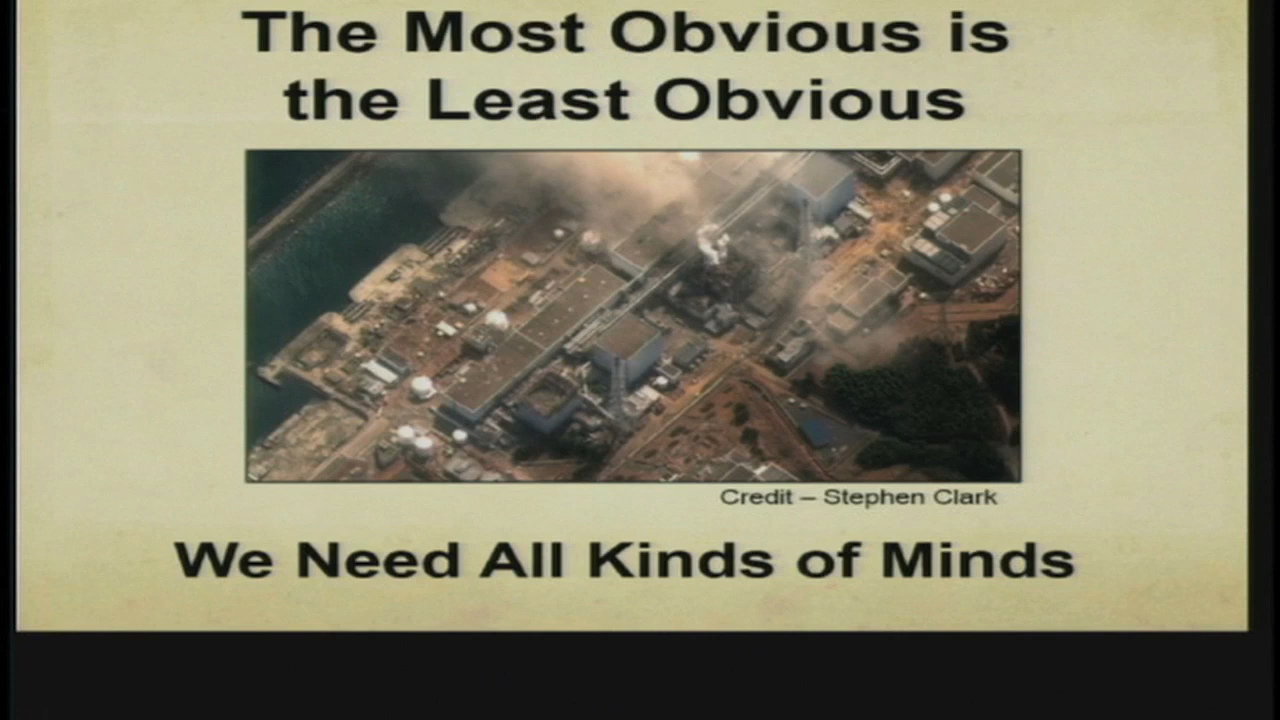 The Most Obvious is
the Least Obvious
Credit – Stephen Clark
We Need All Kinds of Minds